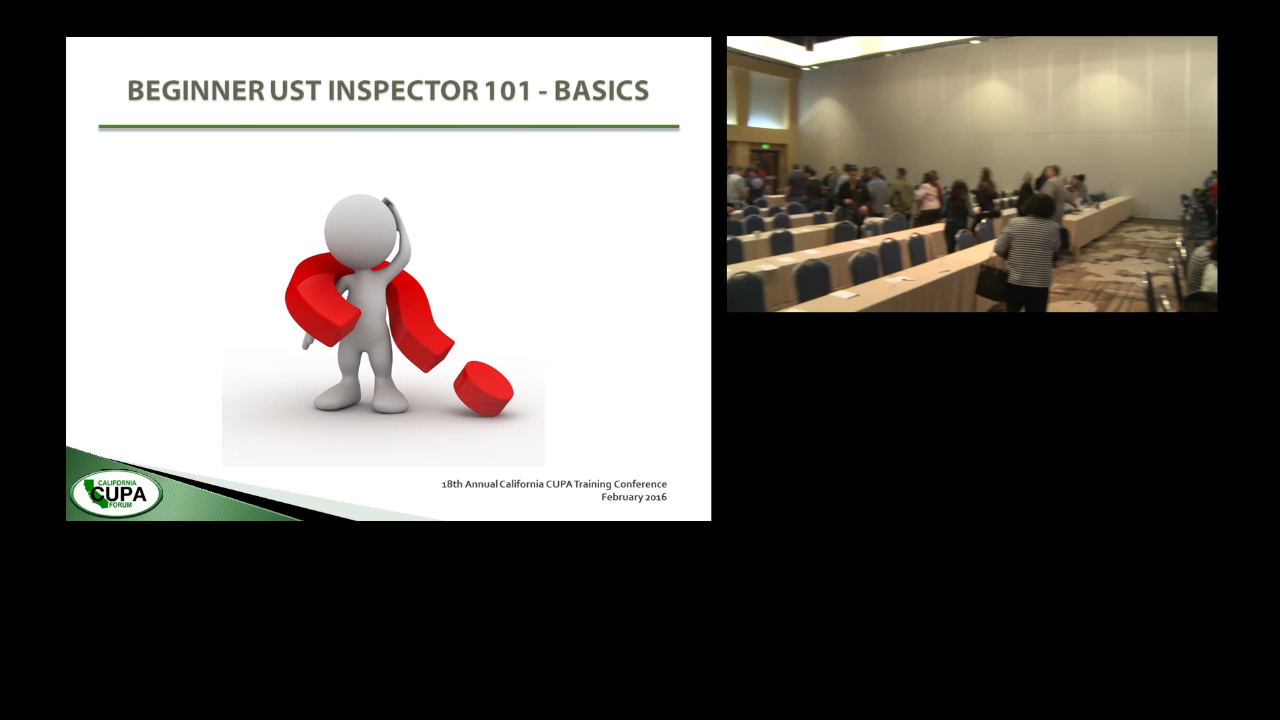 BEGINNER UST INSPECTOR 101 - BASICS
CALIFORNIA
CUPA
FORUM
18th Annual California CUPA Training Conference
February 2016